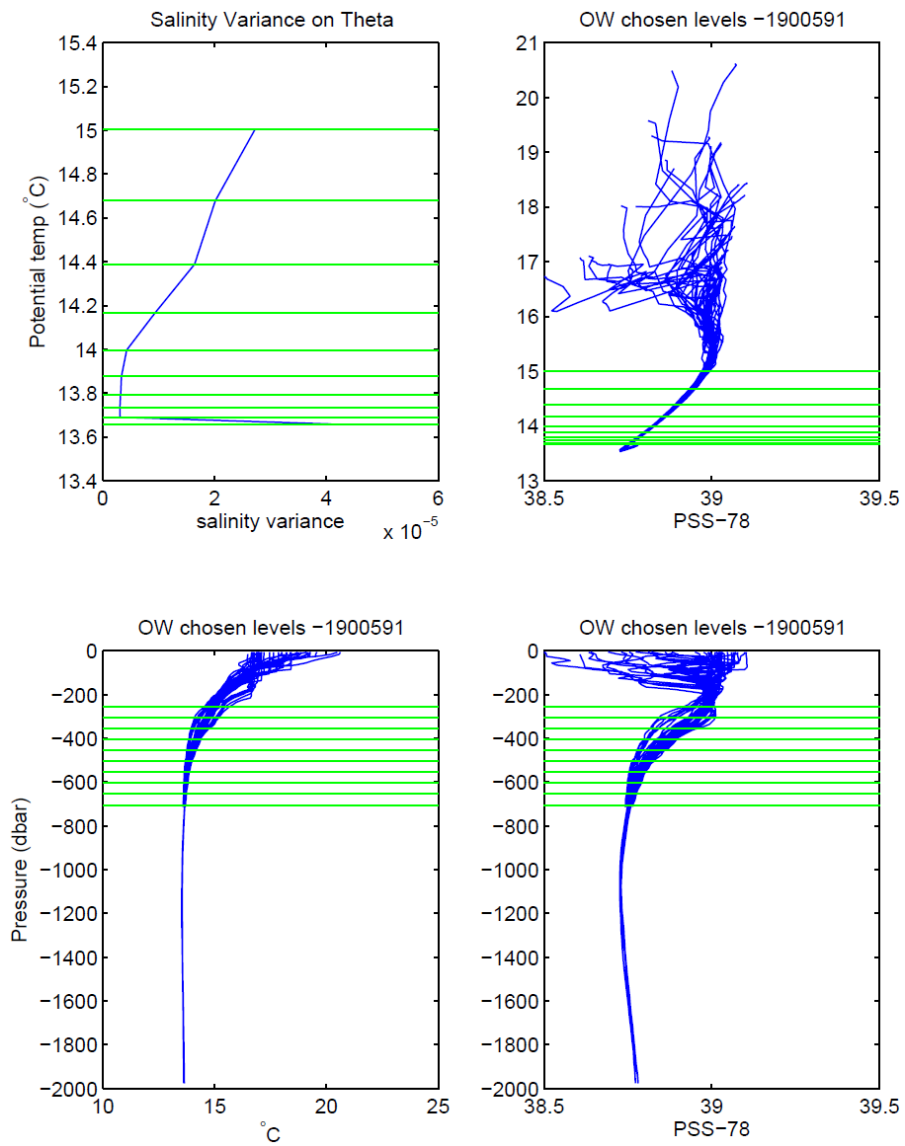 Salinity Variance on Theta
15.4
15.2
15
14.8
14.6
14.4
14.2
14
13.8
13.6
13.4
Potential temp (°C)
0 2 4 6
salinity variance
x 10−5
OW chosen levels −1900591
21
20
19
18
17
16
15
14
13
38.5 39 39.5
PSS−78
OW chosen levels −1900591
0
−200
−400
−600
−800
−1000
−1200
−1400
−1600
−1800
−2000
Pressure (dbar)
10 15 20 25
°C
OW chosen levels −1900591
0
−200
−400
−600
−800
−1000
−1200
−1400
−1600
−1800
−2000
38.5 39 39.5
PSS−78